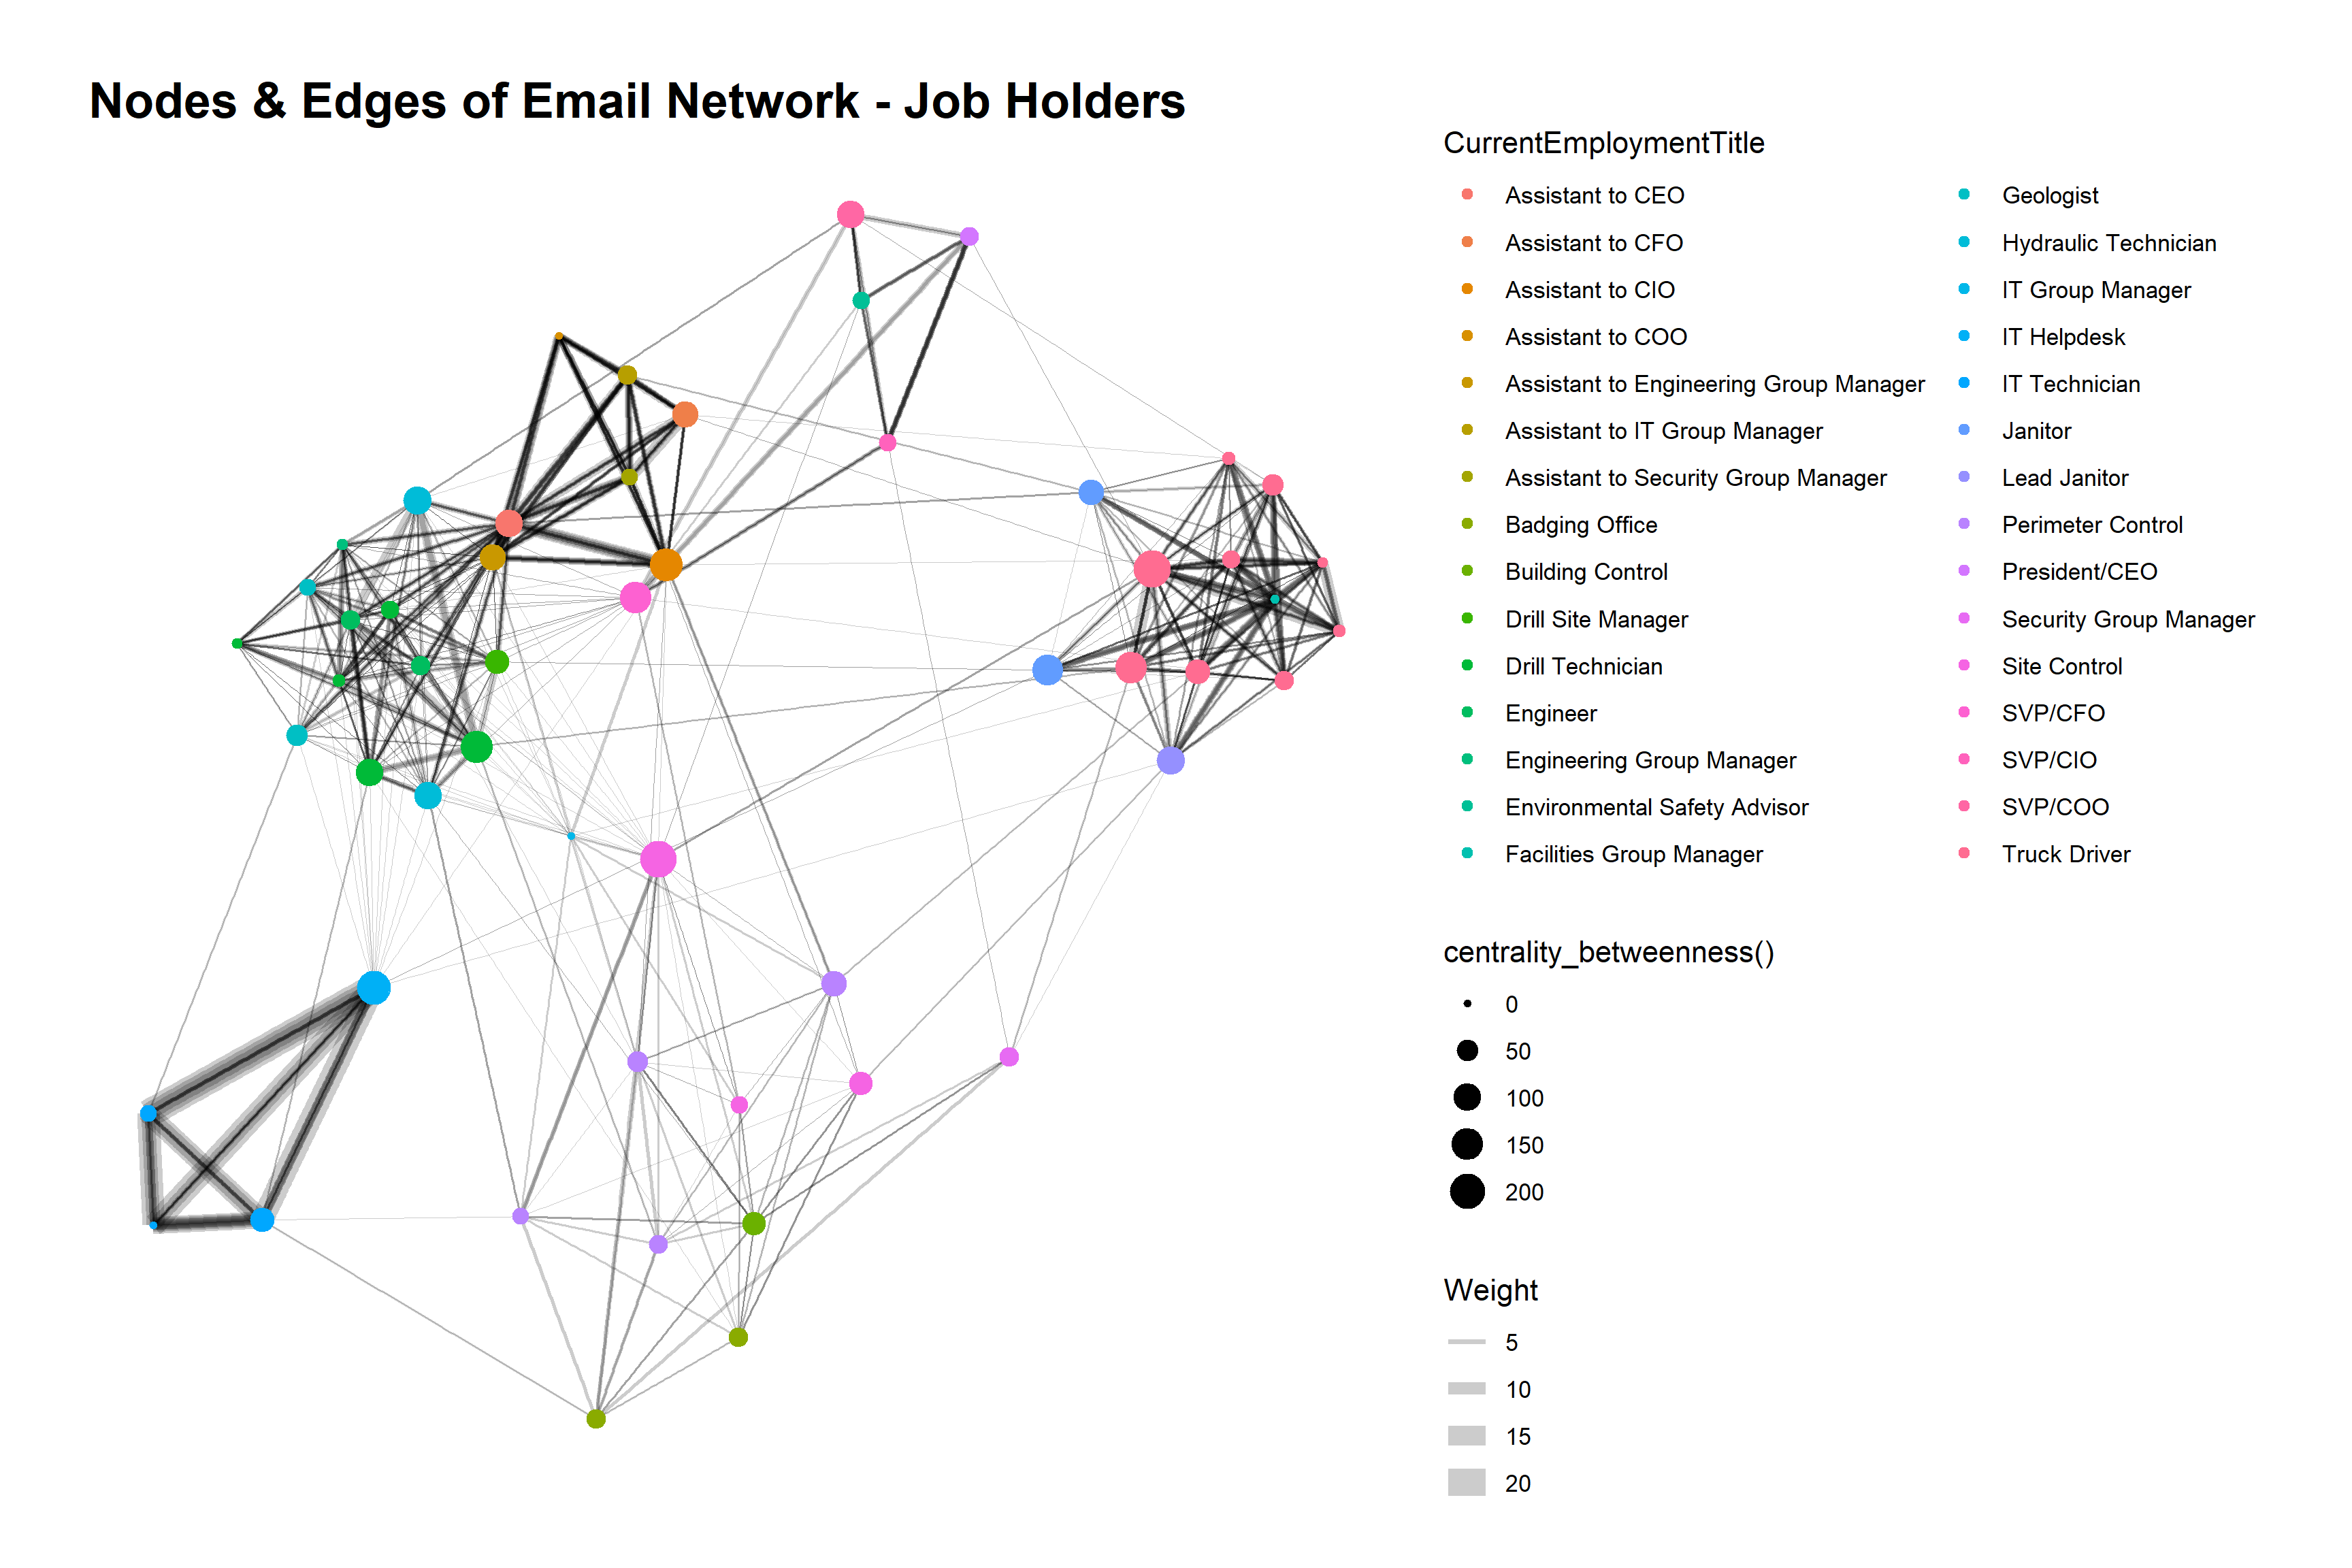 Nodes & Edges of Email Network - Job Holders
CurrentEmploymentTitle
Assistant to CEO
Assistant to CFO
Assistant to CIO
Assistant to COO
Assistant to Engineering Group Manager
Assistant to IT Group Manager
Assistant to Security Group Manager
Badging Office
Building Control
Drill Site Manager
Drill Technician
Engineer
Engineering Group Manager
Environmental Safety Advisor
Facilities Group Manager
Geologist
Hydraulic Technician
IT Group Manager
IT Helpdesk
IT Technician
Janitor
Lead Janitor
Perimeter Control
President/CEO
Security Group Manager
Site Control
SVP/CFO
SVP/CIO
SVP/COO
Truck Driver
centrality_betweenness()
0
50
100
150
200
Weight
5
10
15
20